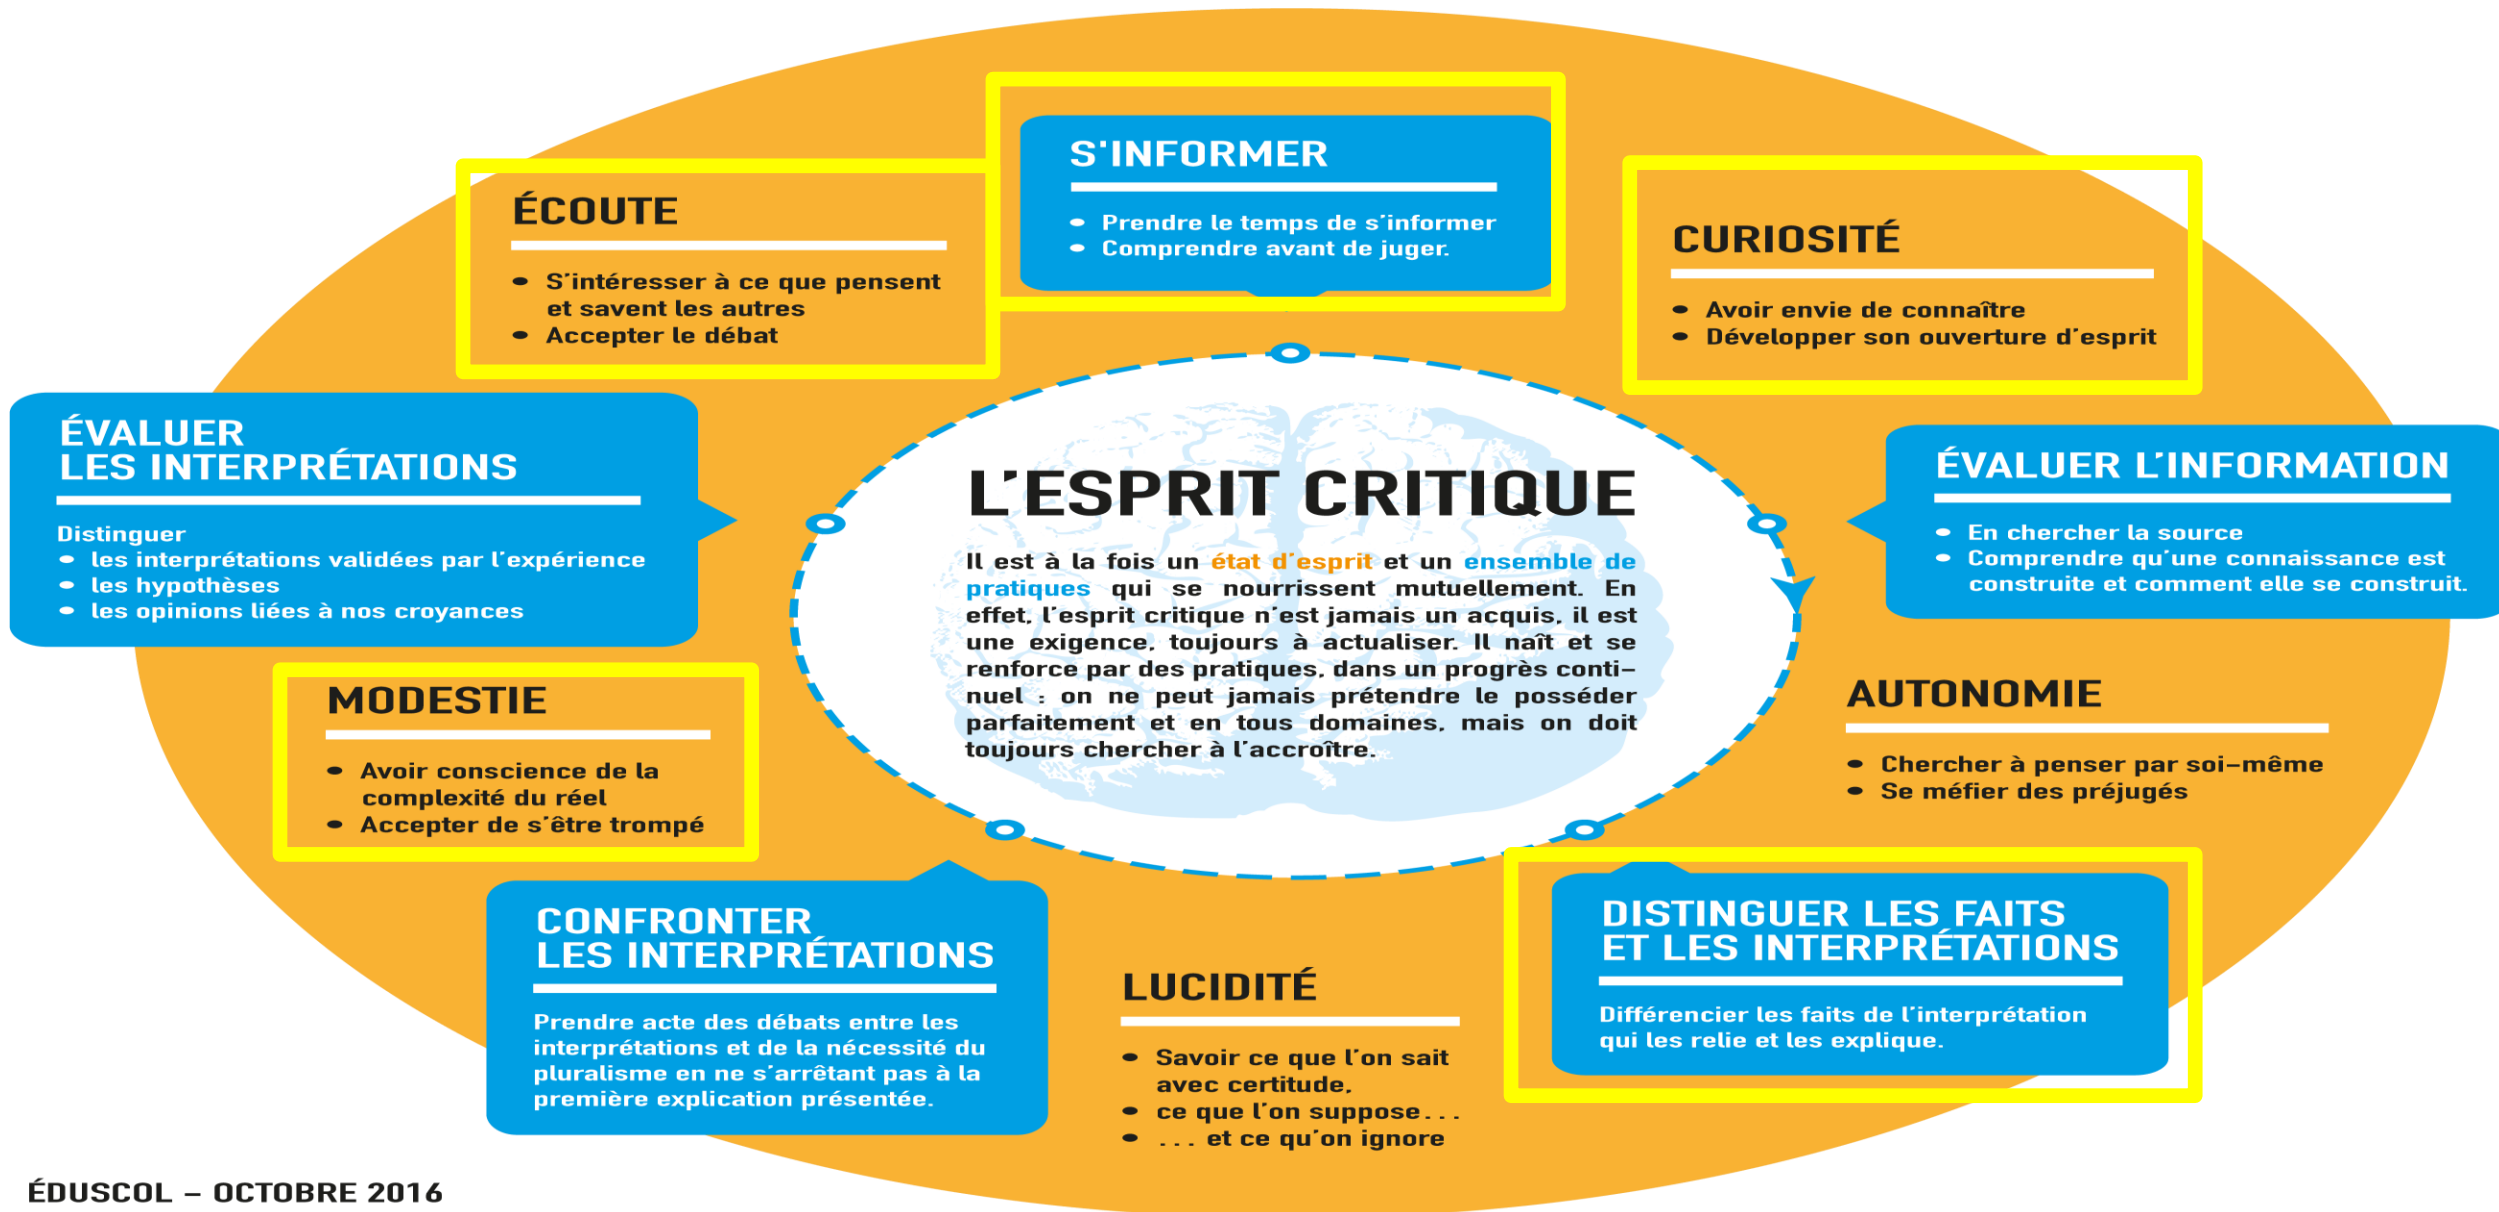 S'INFORMER
• Prendre le temps de s'informer
• Comprendre avant de juger.
ÉCOUTE
• S'intéresser à ce que pensent
et savent les autres
• Accepter le débat
CURIOSITÉ
• Avoir envie de connaître
• Développer son ouverture d'esprit
ÉVALUER
LES INTERPRÉTATIONS
Distinguer
• les interprétations validées par l'expérience
• les hypothèses
• les opinions liées à nos croyances
L'ESPRIT CRITIQUE
Il est à la fois un état d'esprit et un ensemble de
pratiques qui se nourrissent mutuellement. En
effet, l'esprit critique n'est jamais un acquis, il est
une exigence, toujours à actualiser. Il naît et se
renforce par des pratiques, dans un progrès conti-
nuel : on ne peut jamais prétendre le posséder
parfaitement et en tous domaines, mais on doit
toujours chercher à l'accroître.
ÉVALUER L'INFORMATION
• En chercher la source
• Comprendre qu'une connaissance est
construite et comment elle se construit.
MODESTIE
• Avoir conscience de la
complexité du réel
• Accepter de s'être trompé
AUTONOMIE
• Chercher à penser par soi-même
• Se méfier des préjugés
CONFRONTER
LES INTERPRÉTATIONS
Prendre acte des débats entre les
interprétations et de la nécessité du
pluralisme en ne s'arrêtant pas à la
première explication présentée.
LUCIDITÉ
• Savoir ce que l'on sait
avec certitude,
• ce que l'on suppose...
• ... et ce qu'on ignore
DISTINGUER LES FAITS
ET LES INTERPRÉTATIONS
Différencier les faits de l'interprétation
qui les relie et les explique.
ÉDUSCOL – OCTOBRE 2016